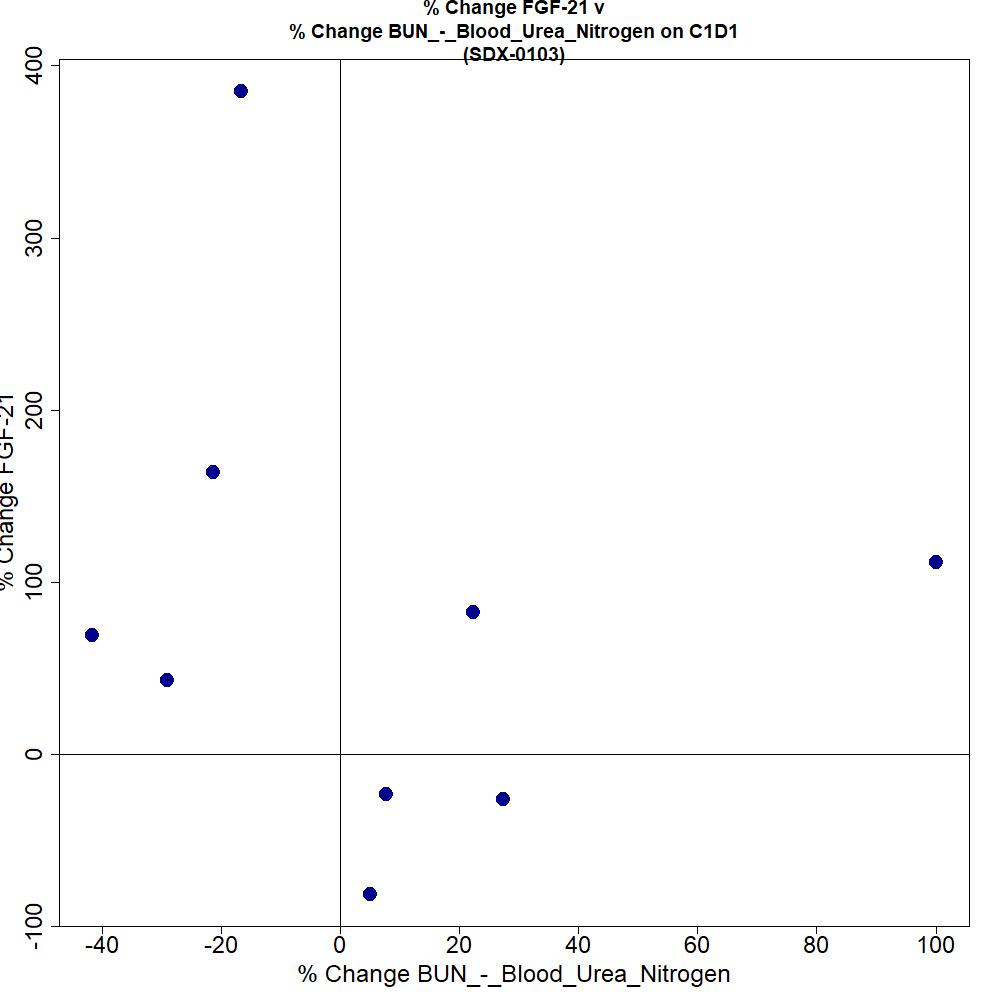 % Change FGF-21 v
% Change BUN_-_Blood_Urea_Nitrogen on C1D1
(SDX-0103)
400
300
200
100
0
-100
% Change FGF-21
-40 -20 0 20 40 60 80 100
% Change BUN_-_Blood_Urea_Nitrogen